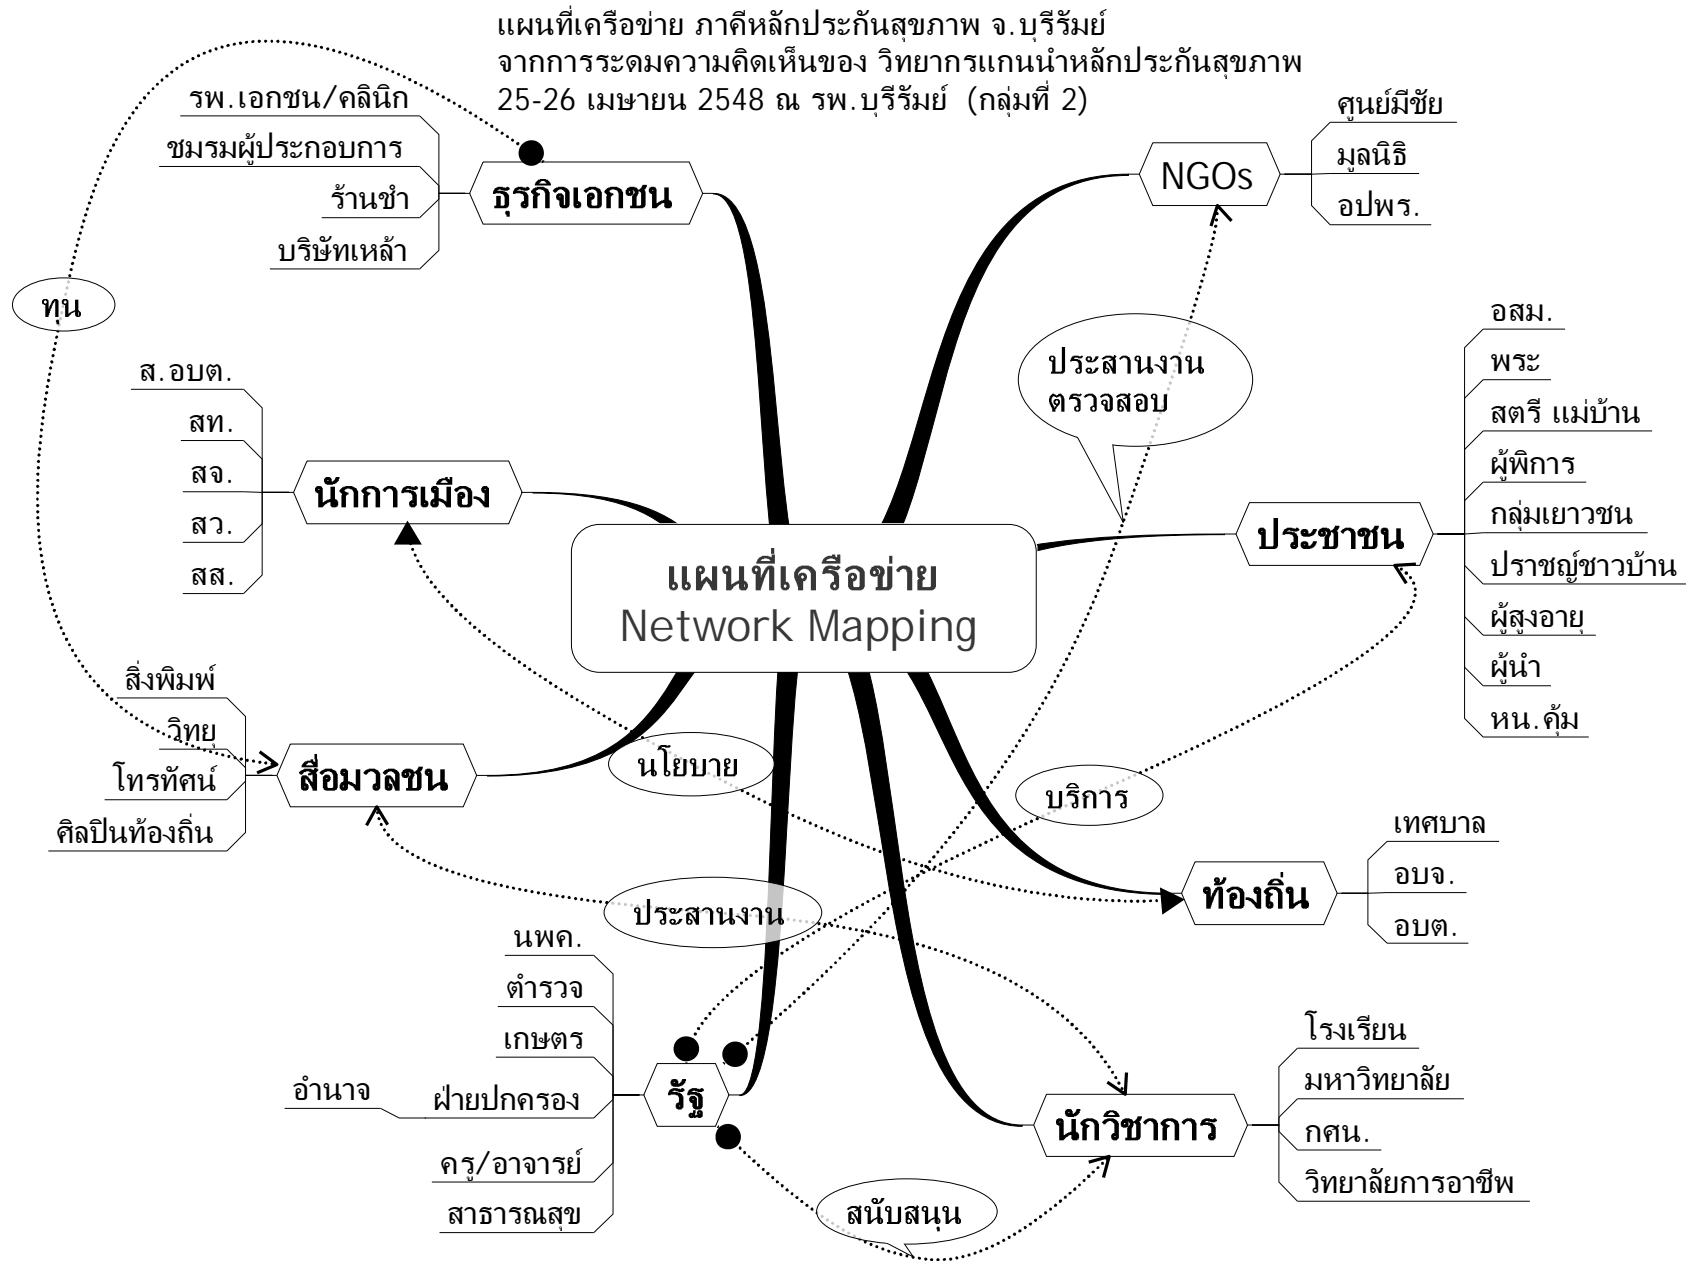 แผนที่เครือข่าย ภาคีหลักประกันสุขภาพ จ.บุรีรัมย์
จากการระดมความคิดเห็นของ วิทยากรแกนนำหลักประกันสุขภาพ
25-26 เมษายน 2548 ณ รพ.บุรีรัมย์ (กลุ่มที่ 2)
รพ.เอกชน/คลินิก
ชมรมผู้ประกอบการ
ร้านชำ
บริษัทเหล้า
ธุรกิจเอกชน
ทุน
NGOs
ศูนย์มีชัย
มูลนิธิ
อปพร.
ประสานงาน
ตรวจสอบ
ส.อบต.
สท.
สจ.
สว.
สส.
นักการเมือง
แผนที่เครือข่าย
Network Mapping
ประชาชน
อสม.
พระ
สตรี แม่บ้าน
ผู้พิการ
กลุ่มเยาวชน
ปราชญ์ชาวบ้าน
ผู้สูงอายุ
ผู้นำ
หน.คุ้ม
สิ่งพิมพ์
วิทยุ
โทรทัศน์
ศิลปินท้องถิ่น
สื่อมวลชน
นโยบาย
บริการ
ท้องถิ่น
เทศบาล
อบจ.
อบต.
ประสานงาน
นพค.
ตำรวจ
เกษตร
อำนาจ
ฝ่ายปกครอง
ครู/อาจารย์
สาธารณสุข
รัฐ
สนับสนุน
นักวิชาการ
โรงเรียน
มหาวิทยาลัย
กศน.
วิทยาลัยการอาชีพ